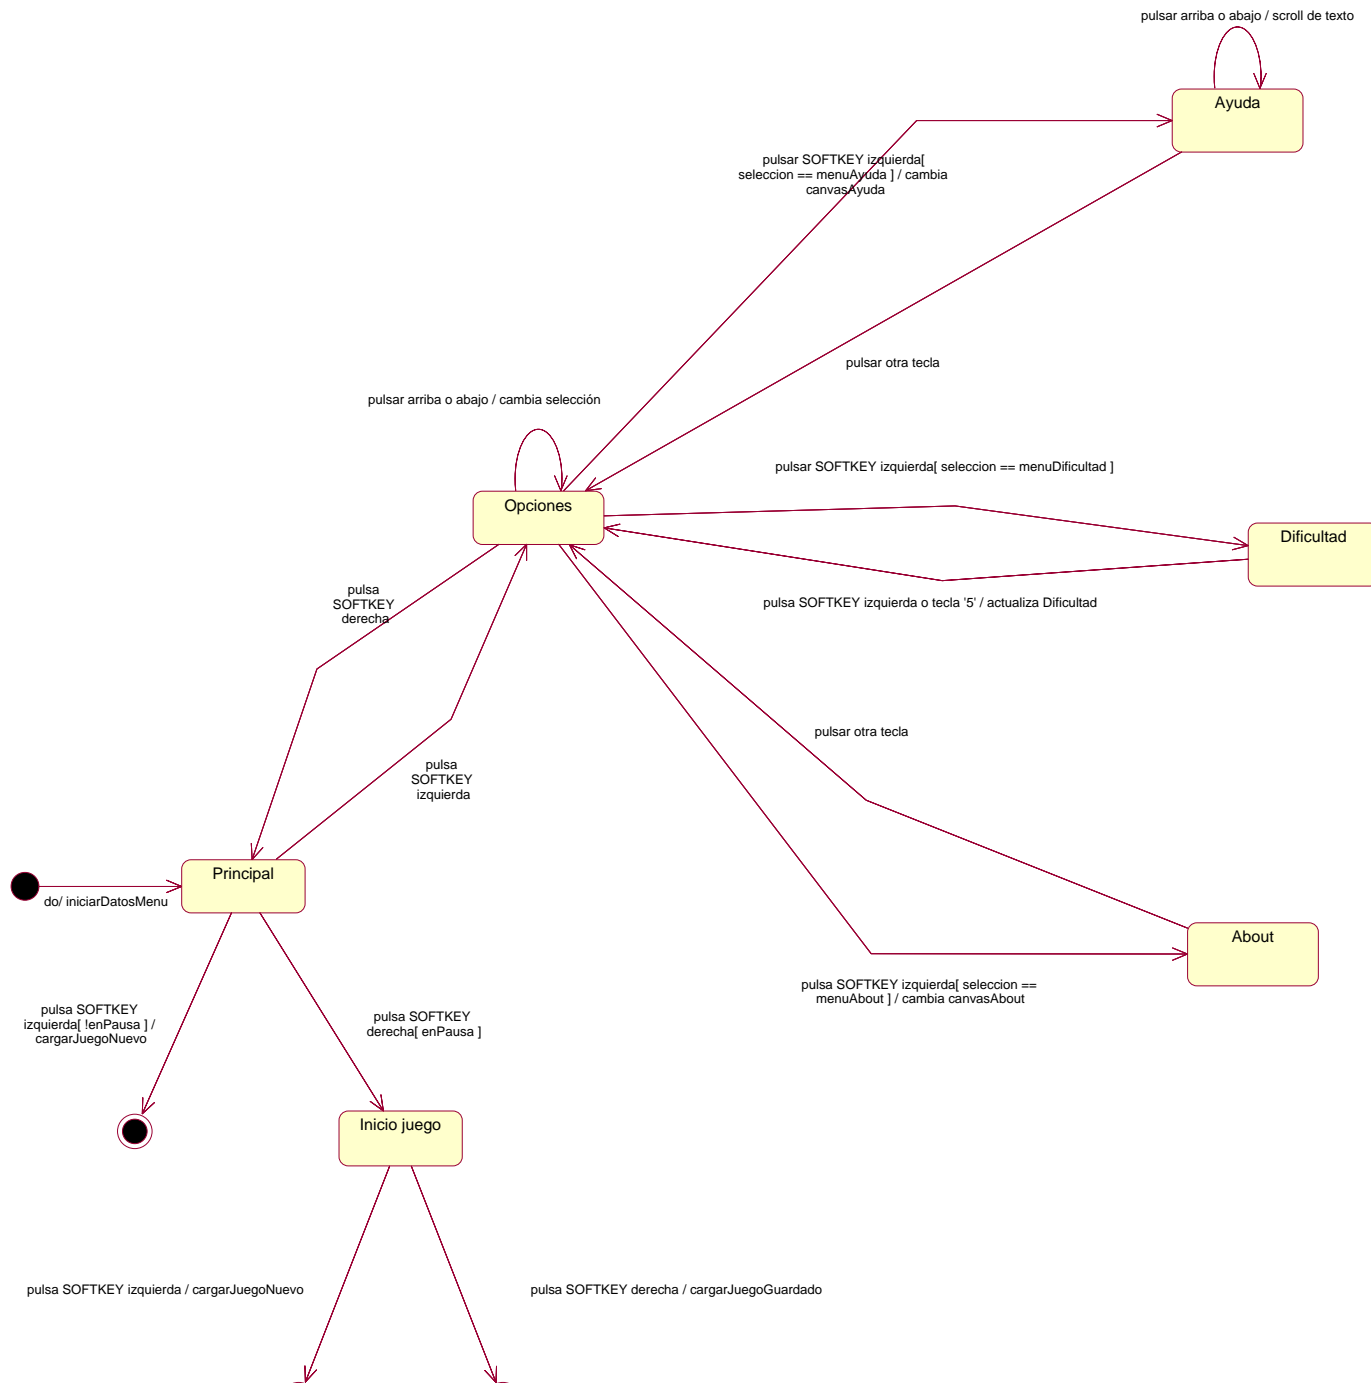 pulsar arriba o abajo / scroll de texto
Ayuda
pulsar SOFTKEY izquierda[
seleccion == menuAyuda ] / cambia
canvasAyuda
pulsar otra tecla
pulsar arriba o abajo / cambia selección
pulsar SOFTKEY izquierda[ seleccion == menuDificultad ]
Opciones
Dificultad
pulsa
SOFTKEY
derecha
pulsa SOFTKEY izquierda o tecla '5' / actualiza Dificultad
pulsar otra tecla
pulsa
SOFTKEY
izquierda
Principal
do/ iniciarDatosMenu
About
pulsa SOFTKEY izquierda[ seleccion ==
menuAbout ] / cambia canvasAbout
pulsa SOFTKEY
izquierda[ !enPausa ] /
cargarJuegoNuevo
pulsa SOFTKEY
derecha[ enPausa ]
Inicio juego
pulsa SOFTKEY izquierda / cargarJuegoNuevo
pulsa SOFTKEY derecha / cargarJuegoGuardado